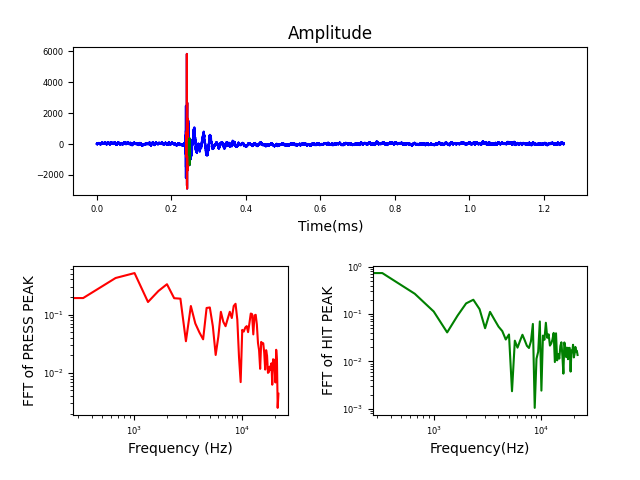 Amplitude
6000
4000
2000
0
−2000
0.0 0.2 0.4 0.6 0.8 1.0 1.2
Time(ms)
FFT of PRESS PEAK
10⁻¹
10⁻²
10³ 10⁴
Frequency (Hz)
FFT of HIT PEAK
10⁰
10⁻¹
10⁻²
10⁻³
10³ 10⁴
Frequency(Hz)